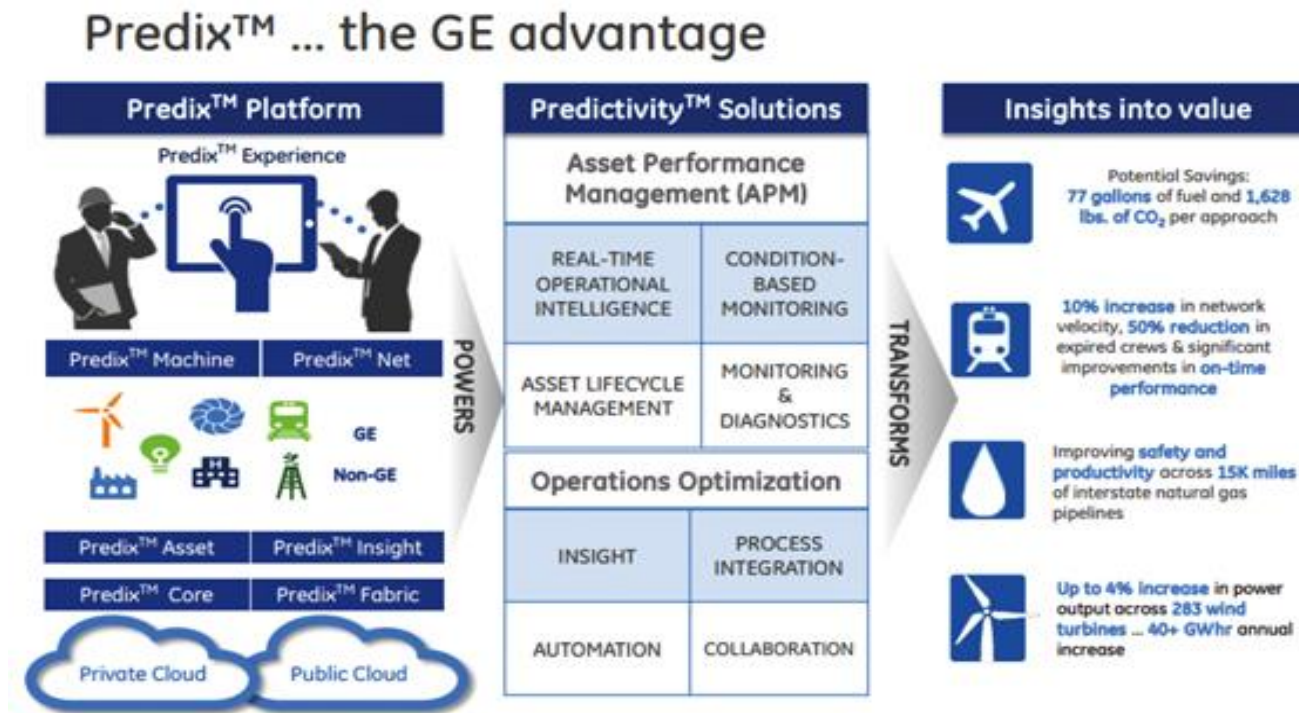 Predix™ ... the GE advantage
Predix™ Platform
Predix™ Experience
Predix™ Machine
Predix™ Net
GE
Non-GE
H
Predix™ Asset
Predix™ Insight
Predix™ Core
Predix™ Fabric
Private Cloud
Public Cloud
POWERS
Predictivity™ Solutions
Asset Performance
Management (APM)
REAL-TIME
OPERATIONAL
INTELLIGENCE
CONDITION-
BASED
MONITORING
ASSET LIFECYCLE
MANAGEMENT
MONITORING
&
DIAGNOSTICS
Operations Optimization
INSIGHT
PROCESS
INTEGRATION
AUTOMATION
COLLABORATION
TRANSFORMS
Insights into value
Potential Savings:
77 gallons of fuel and 1,628
lbs. of CO₂ per approach
10% increase in network
velocity, 50% reduction in
expired crews & significant
improvements in on-time
performance
Improving safety and
productivity across 15K miles
of interstate natural gas
pipelines
Up to 4% increase in power
output across 283 wind
turbines ... 40+ GWhr annual
increase